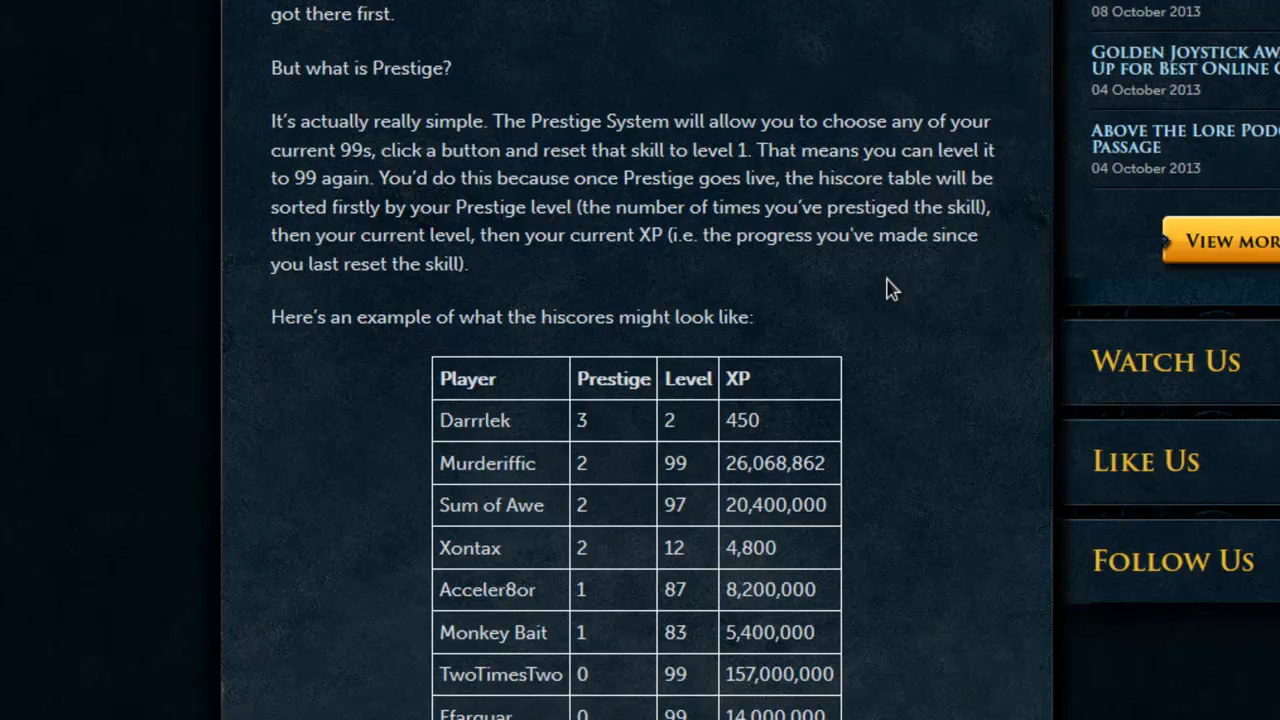 got there first.
But what is Prestige?
It's actually really simple. The Prestige System will allow you to choose any of your
current 99s, click a button and reset that skill to level 1. That means you can level it
to 99 again. You'd do this because once Prestige goes live, the hiscore table will be
sorted firstly by your Prestige level (the number of times you've prestiged the skill),
then your current level, then your current XP (i.e. the progress you've made since
you last reset the skill).
Here's an example of what the hiscores might look like:
Player Prestige Level XP
Darrrlek 3 2 450
Murderiffic 2 99 26,068,862
Sum of Awe 2 97 20,400,000
Xontax 2 12 4,800
Acceler8or 1 87 8,200,000
Monkey Bait 1 83 5,400,000
TwoTimesTwo 0 99 157,000,000
Efarquar 0 99 14,000,000
08 October 2013
GOLDEN JOYSTICK AW
UP FOR BEST ONLINE
04 October 2013
ABOVE THE LORE POD
PASSAGE
04 October 2013
VIEW MOR
WATCH US
LIKE US
FOLLOW US